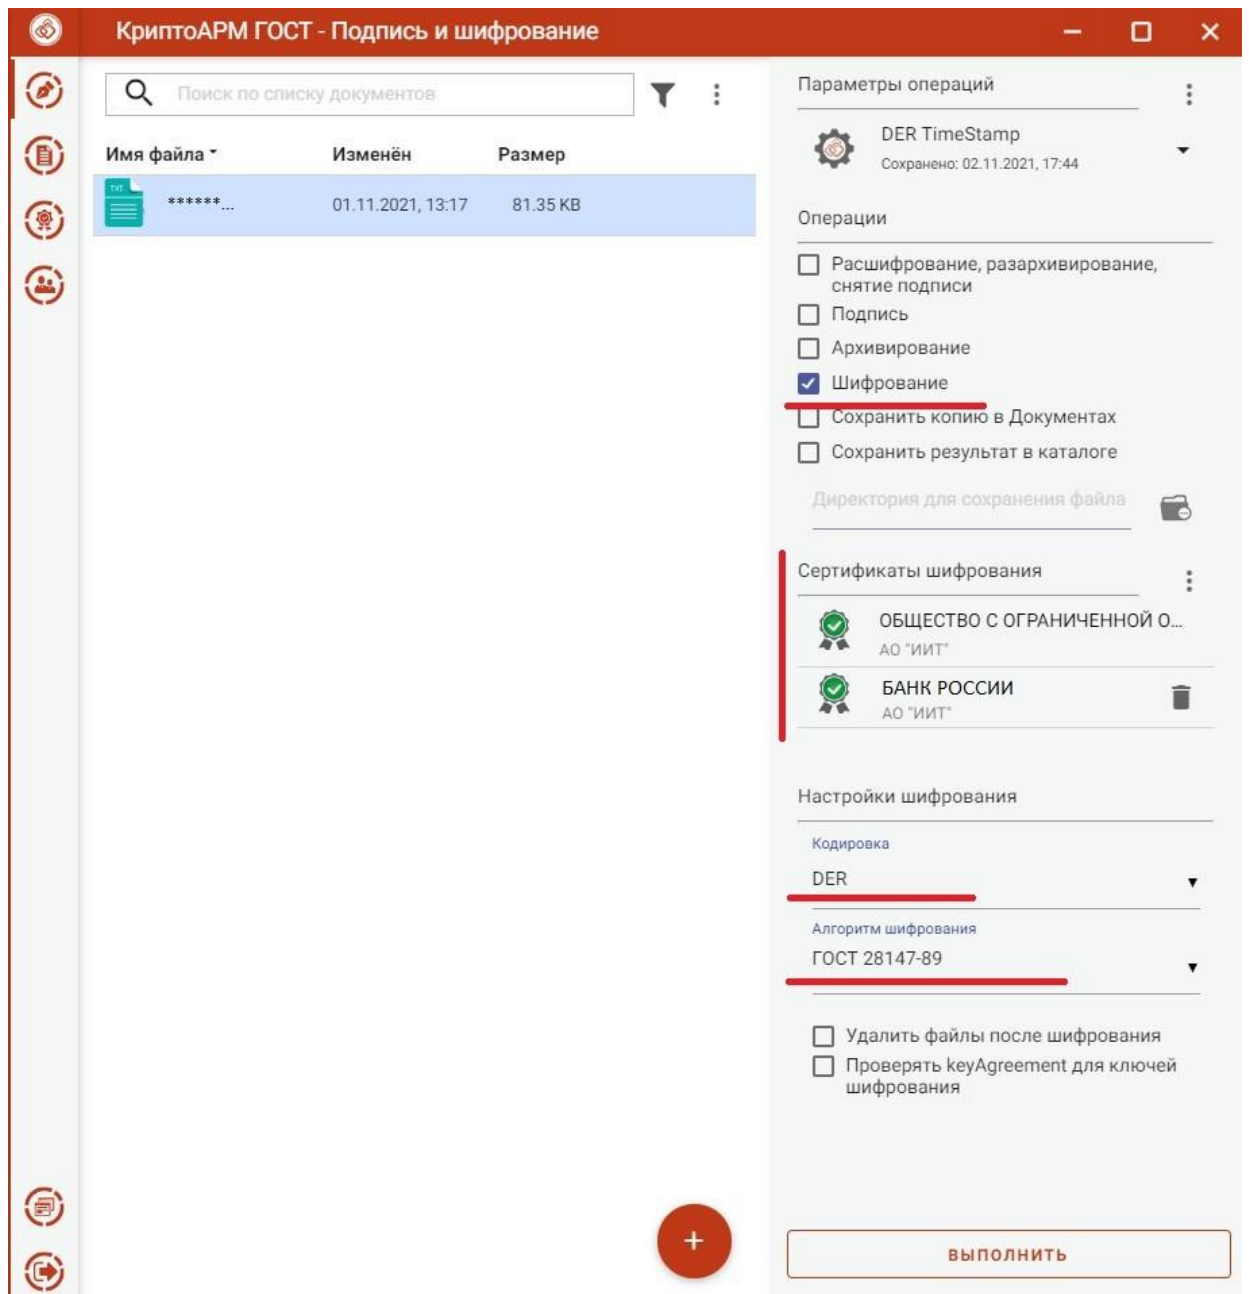 КриптоАРМ ГОСТ - Подпись и шифрование
Поиск по списку документов
Имя файла Изменён Размер
TXT ******... 01.11.2021, 13:17 81.35 KB
Параметры операций
DER TimeStamp
Сохранено: 02.11.2021, 17:44
Операции
Расшифрование, разархивирование,
снятие подписи
Подпись
Архивирование
Шифрование
Сохранить копию в Документах
Сохранить результат в каталоге
Директория для сохранения файла
Сертификаты шифрования
ОБЩЕСТВО С ОГРАНИЧЕННОЙ О...
АО "ИИТ"
БАНК РОССИИ
АО "ИИТ"
Настройки шифрования
Кодировка
DER
Алгоритм шифрования
ГОСТ 28147-89
Удалить файлы после шифрования
Проверять keyAgreement для ключей
шифрования
ВЫПОЛНИТЬ